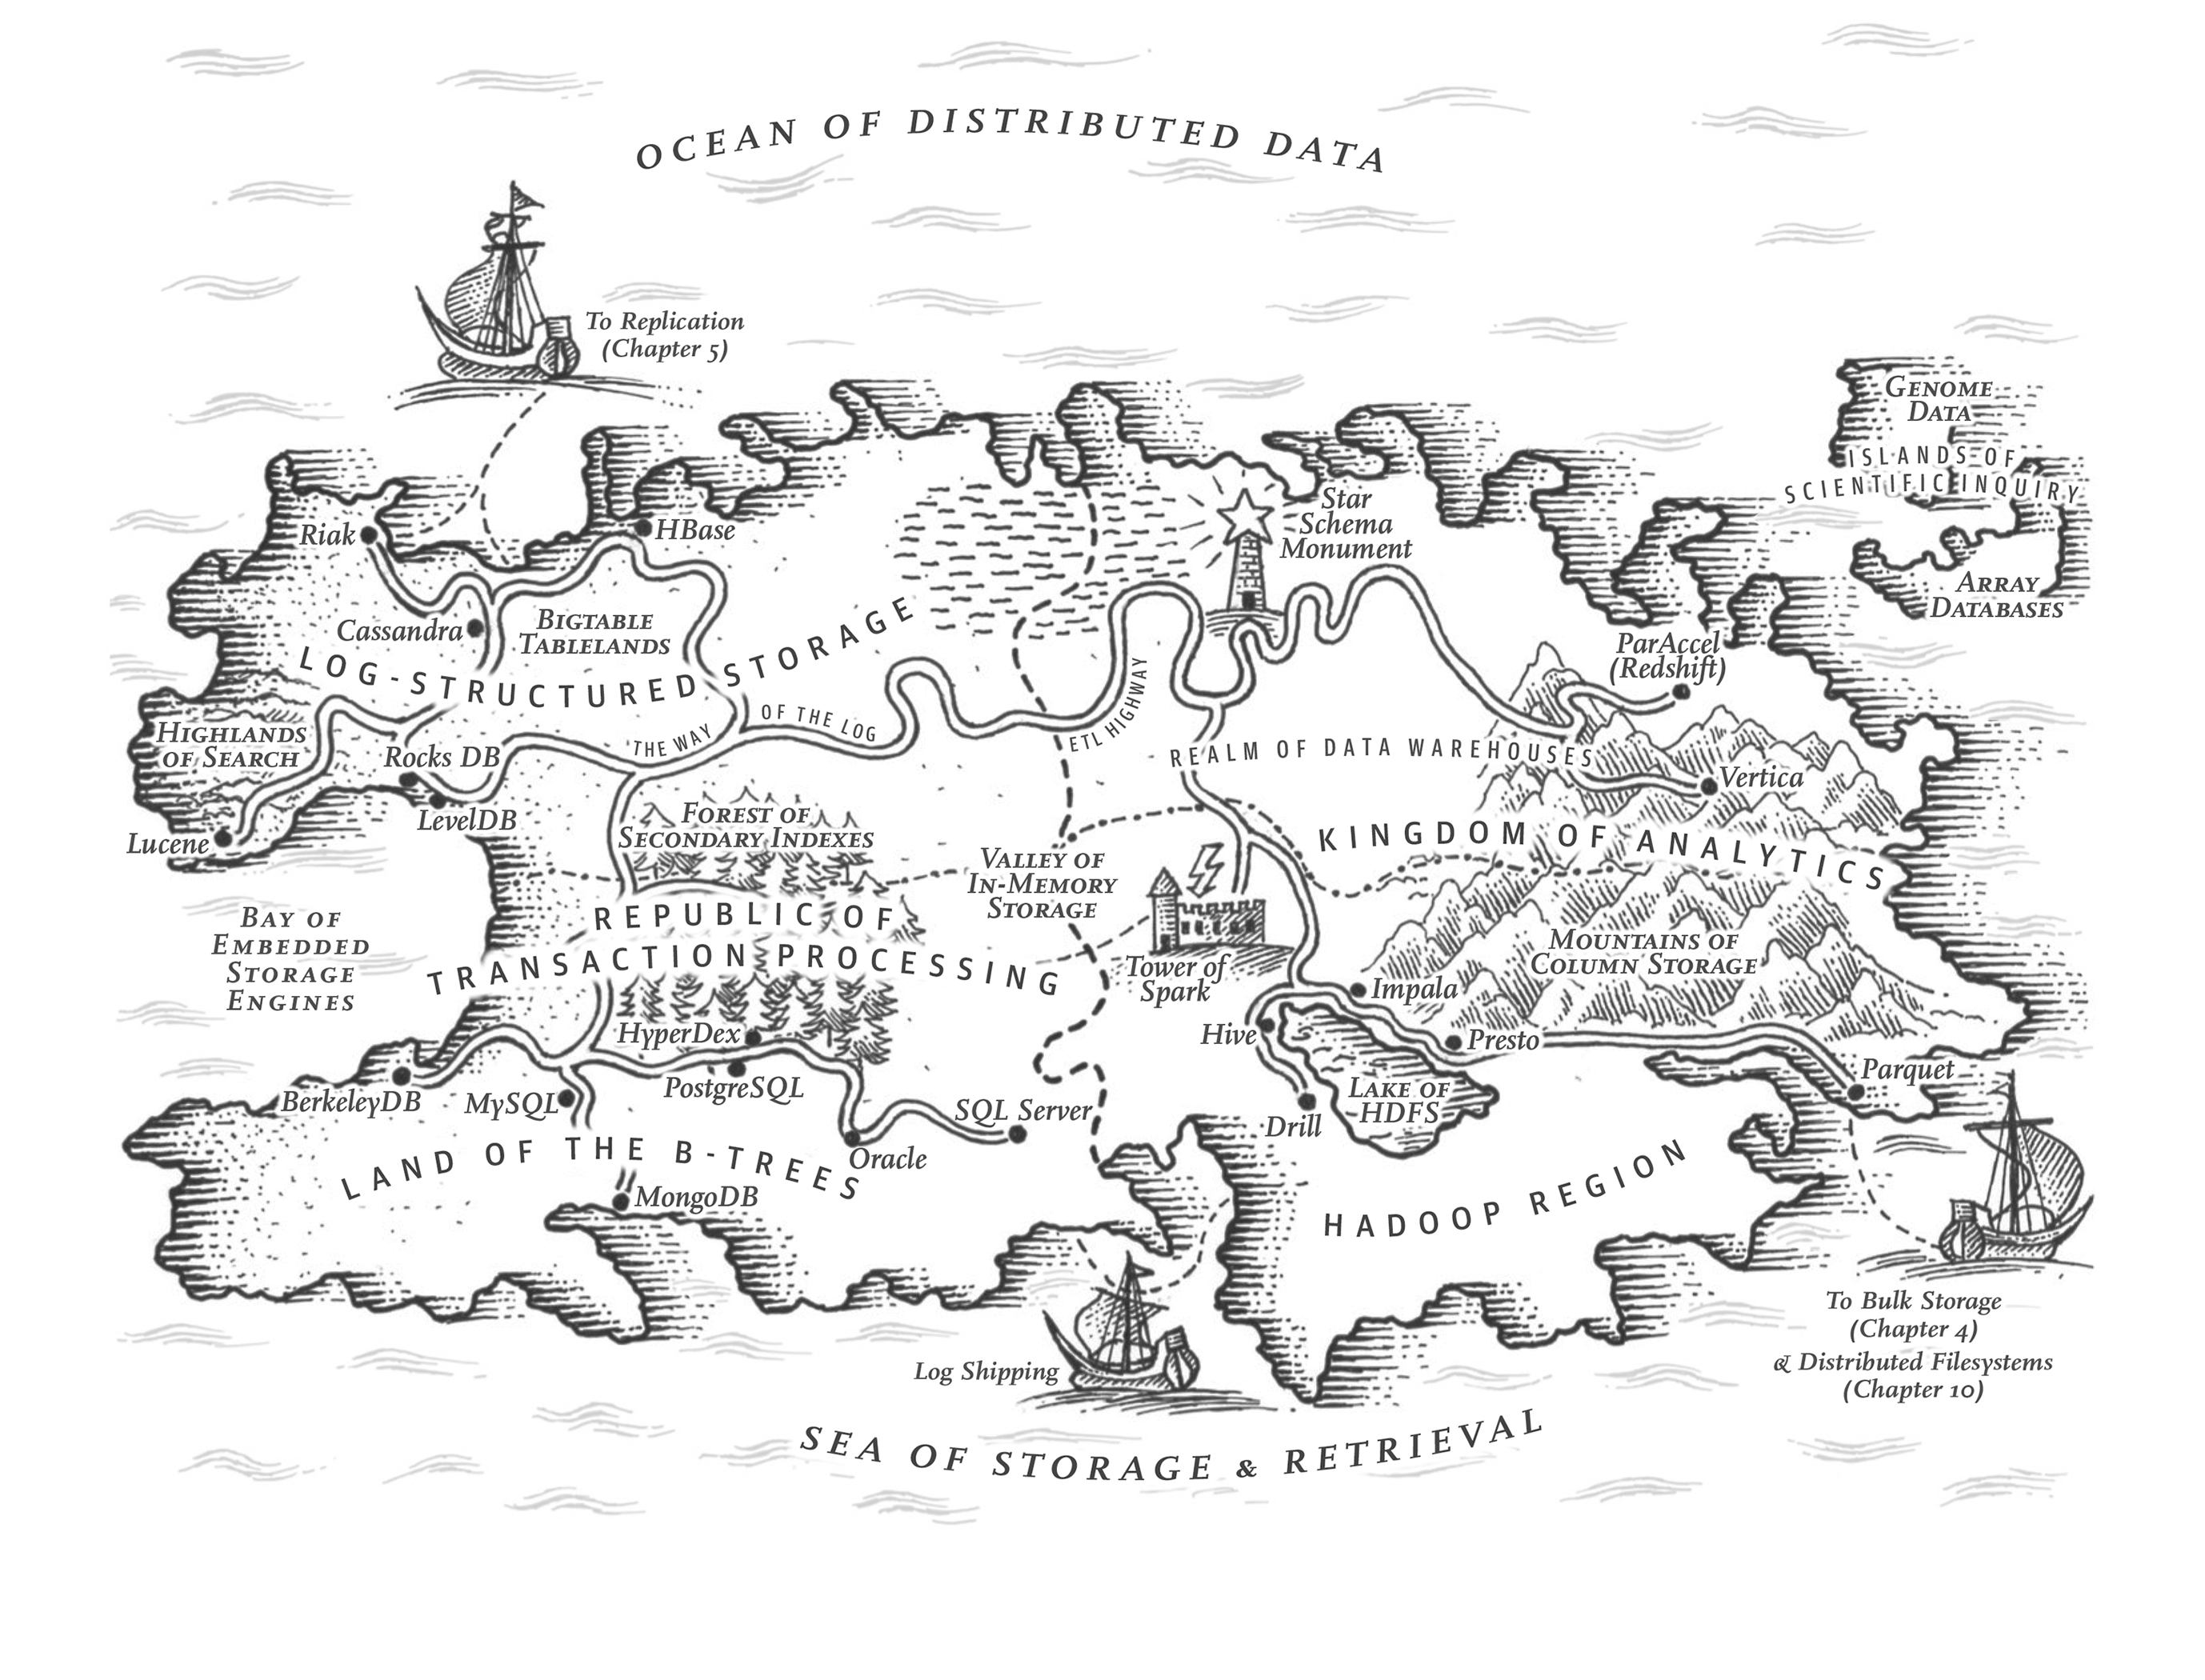 OCEAN OF DISTRIBUTED DATA
To Replication
(Chapter 5)
GENOME
DATA
ISLANDS OF
SCIENTIFIC INQUIRY
ARRAY
DATABASES
Riak
HBase
Star
Schema
Monument
Cassandra
BIGTABLE
TABLELANDS
ParAccel
(Redshift)
LOG-STRUCTURED STORAGE
HIGHLANDS
OF SEARCH
Rocks DB
THE WAY OF THE LOG
ETL HIGHWAY
REALM OF DATA WAREHOUSES
Vertica
LevelDB
Lucene
FOREST OF
SECONDARY INDEXES
KINGDOM OF ANALYTICS
VALLEY OF
IN-MEMORY
STORAGE
BAY OF
EMBEDDED
STORAGE
ENGINES
REPUBLIC OF
TRANSACTION PROCESSING
MOUNTAINS OF
COLUMN STORAGE
Tower of
Spark
Impala
HyperDex
Hive
Presto
BerkeleyDB
MySQL
PostgreSQL
SQL Server
LAKE OF
HDFS
Parquet
Drill
Oracle
LAND OF THE B-TREES
MongoDB
HADOOP REGION
To Bulk Storage
(Chapter 4)
& Distributed Filesystems
(Chapter 10)
Log Shipping
SEA OF STORAGE & RETRIEVAL